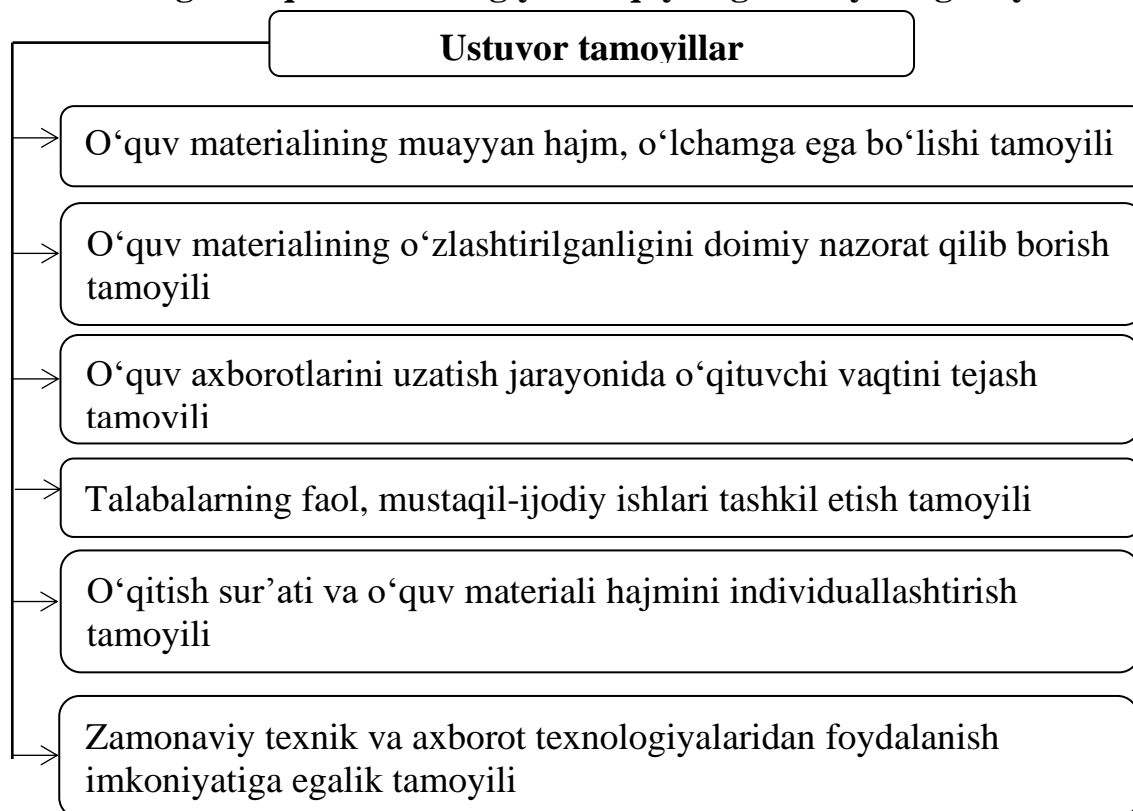 Ustuvor tamoyillar
O‘quv materialining muayyan hajm, o‘lchamga ega bo‘lishi tamoyili
O‘quv materialining o‘zlashtirilganligini doimiy nazorat qilib borish
tamoyili
O‘quv axborotlarini uzatish jarayonida o‘qituvchi vaqtini tejash
tamoyili
Talabalarning faol, mustaqil-ijodiy ishlari tashkil etish tamoyili
O‘qitish sur’ati va o‘quv materiali hajmini individuallashtirish
tamoyili
Zamonaviy texnik va axborot texnologiyalaridan foydalanish
imkoniyatiga egalik tamoyili